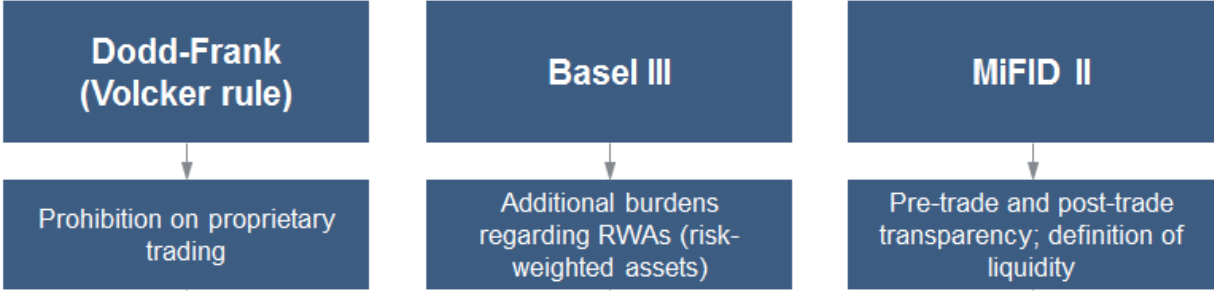 Dodd-Frank
(Volcker rule)
Basel III
MiFID II
Prohibition on proprietary
trading
Additional burdens
regarding RWAs (risk-
weighted assets)
Pre-trade and post-trade
transparency; definition of
liquidity